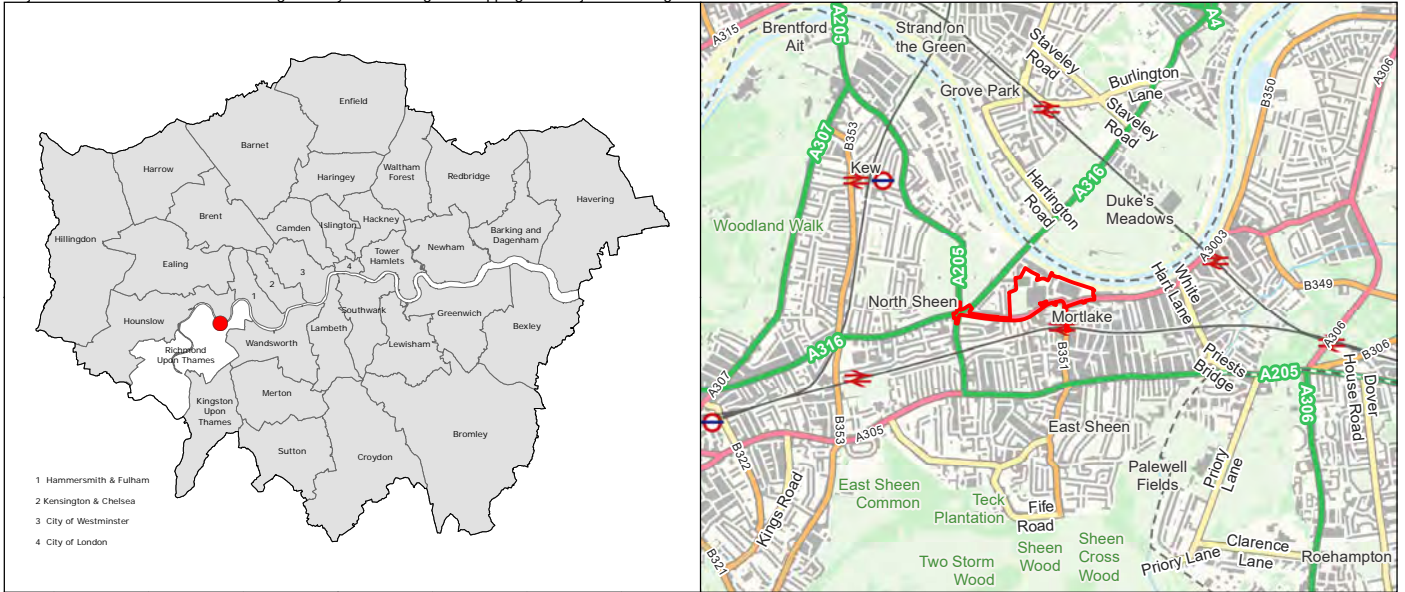 Enfield
Barnet
Harrow
Haringey
Waltham
Forest
Redbridge
Havering
Brent
Camden
Islington
Hackney
Barking and
Dagenham
Hillingdon
Ealing
Tower
Hamlets
Newham
1
2
3
4
Hounslow
Southwark
Greenwich
Bexley
Richmond
Upon Thames
Wandsworth
Lambeth
Lewisham
Kingston
Upon
Thames
Merton
Sutton
Croydon
Bromley
1 Hammersmith & Fulham
2 Kensington & Chelsea
3 City of Westminster
4 City of London
A315
Brentford
Ait
A205
Strand on
the Green
Staveley
Road
A4
Grove Park
Burlington
Lane
Staveley
Road
B350
A306
A307
B353
Kew
Hartington
Road
A316
Duke's
Meadows
Woodland Walk
A205
A3003
White
Hart Lane
B349
North Sheen
Mortlake
A316
B351
Priests
Bridge
A306
B306
A205
A307
A306
Dover
House Road
B322
B353
A305
East Sheen
Kings Road
Palewell
Fields
Priory
Lane
East Sheen
Common
Teck
Plantation
Fife
Road
B321
Two Storm
Wood
Sheen
Wood
Sheen
Cross
Wood
Priory Lane
Clarence
Lane
Roehampton